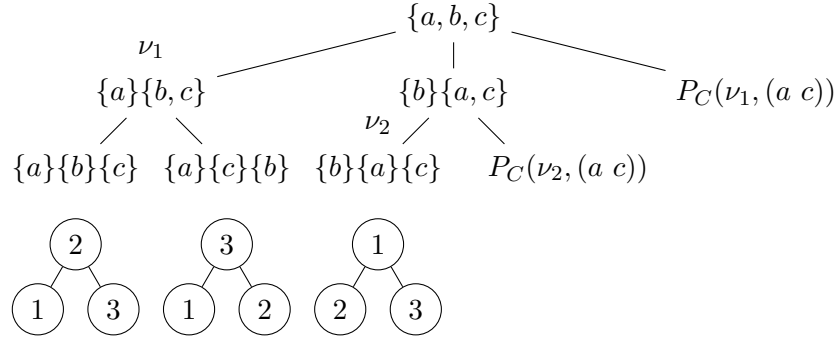 {a, b, c}
ν₁
{a}{b, c} {b}{a, c} P_C(ν₁, (a c))
ν₂
{a}{b}{c} {a}{c}{b} {b}{a}{c} P_C(ν₂, (a c))
2 3 1
1 3 1 2 2 3